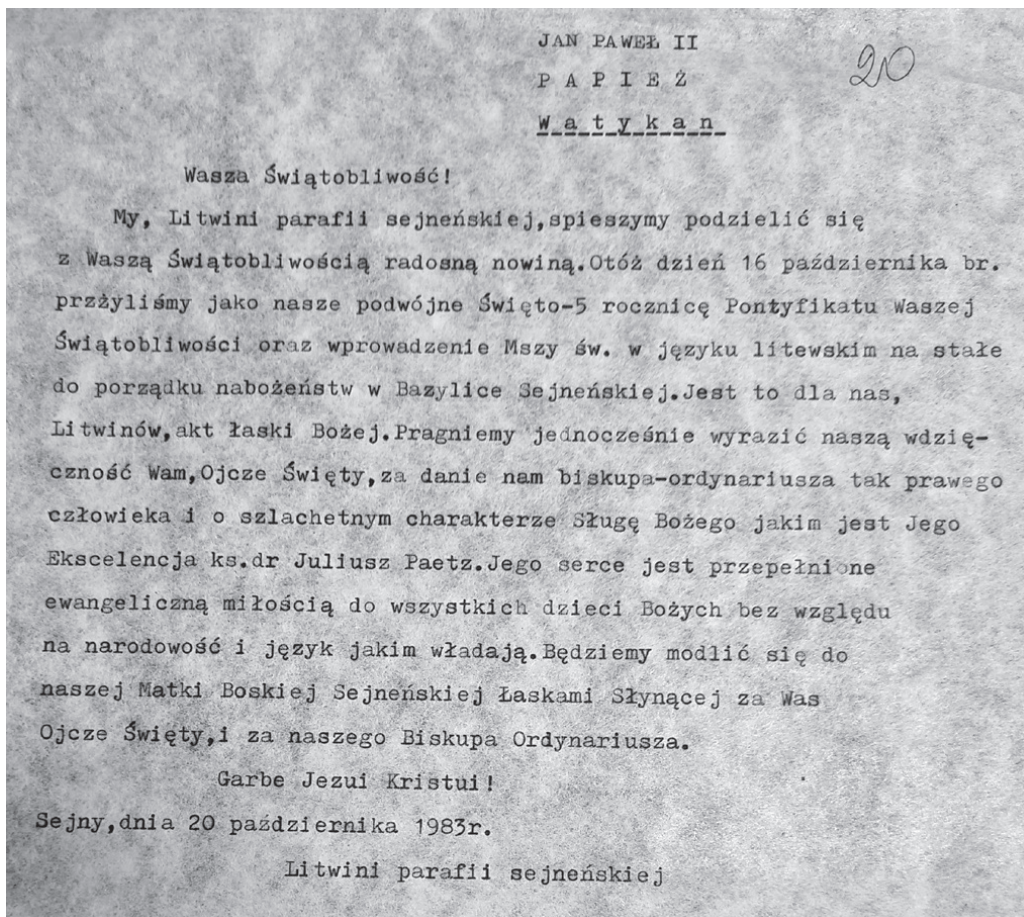 JAN PAWEŁ II
20
P A P I E Ż
W a t y k a n
Wasza Świątobliwość!
My, Litwini parafii sejneńskiej,spieszymy podzielić się
z Waszą Świątobliwością radosną nowiną.Otóż dzień 16 października br.
przżyliśmy jako nasze podwójne Święto-5 rocznicę Pontyfikatu Waszej
Świątobliwości oraz wprowadzenie Mszy św. w języku litewskim na stałe
do porządku nabożeństw w Bazylice Sejneńskiej.Jest to dla nas,
Litwinów,akt łaski Bożej.Pragniemy jednocześnie wyrazić naszą wdzię-
czność Wam,Ojcze Święty,za danie nam biskupa-ordynariusza tak prawego
człowieka i o szlachetnym charakterze Sługę Bożego jakim jest Jego
Ekscelencja ks.dr Juliusz Paetz.Jego serce jest przepełnione
ewangeliczną miłością do wszystkich dzieci Bożych bez względu
na narodowość i język jakim władają.Będziemy modlić się do
naszej Matki Boskiej Sejneńskiej Łaskami Słynącej za Was
Ojcze Święty,i za naszego Biskupa Ordynariusza.
Garbe Jezui Kristui!
Sejny,dnia 20 października 1983r.
Litwini parafii sejneńskiej